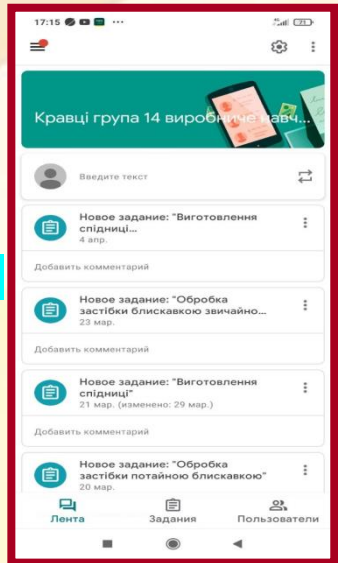 17:15
71
Кравці група 14 виробниче навч...
Введите текст
Новое задание: "Виготовлення
спідниці...
4 апр.
Добавить комментарий
Новое задание: "Обробка
застібки блискавкою звичайно...
23 мар.
Добавить комментарий
Новое задание: "Виготовлення
спідниці"
21 мар. (изменено: 29 мар.)
Добавить комментарий
Новое задание: "Обробка
застібки потайною блискавкою"
20 мар.
Лента Задания Пользователи